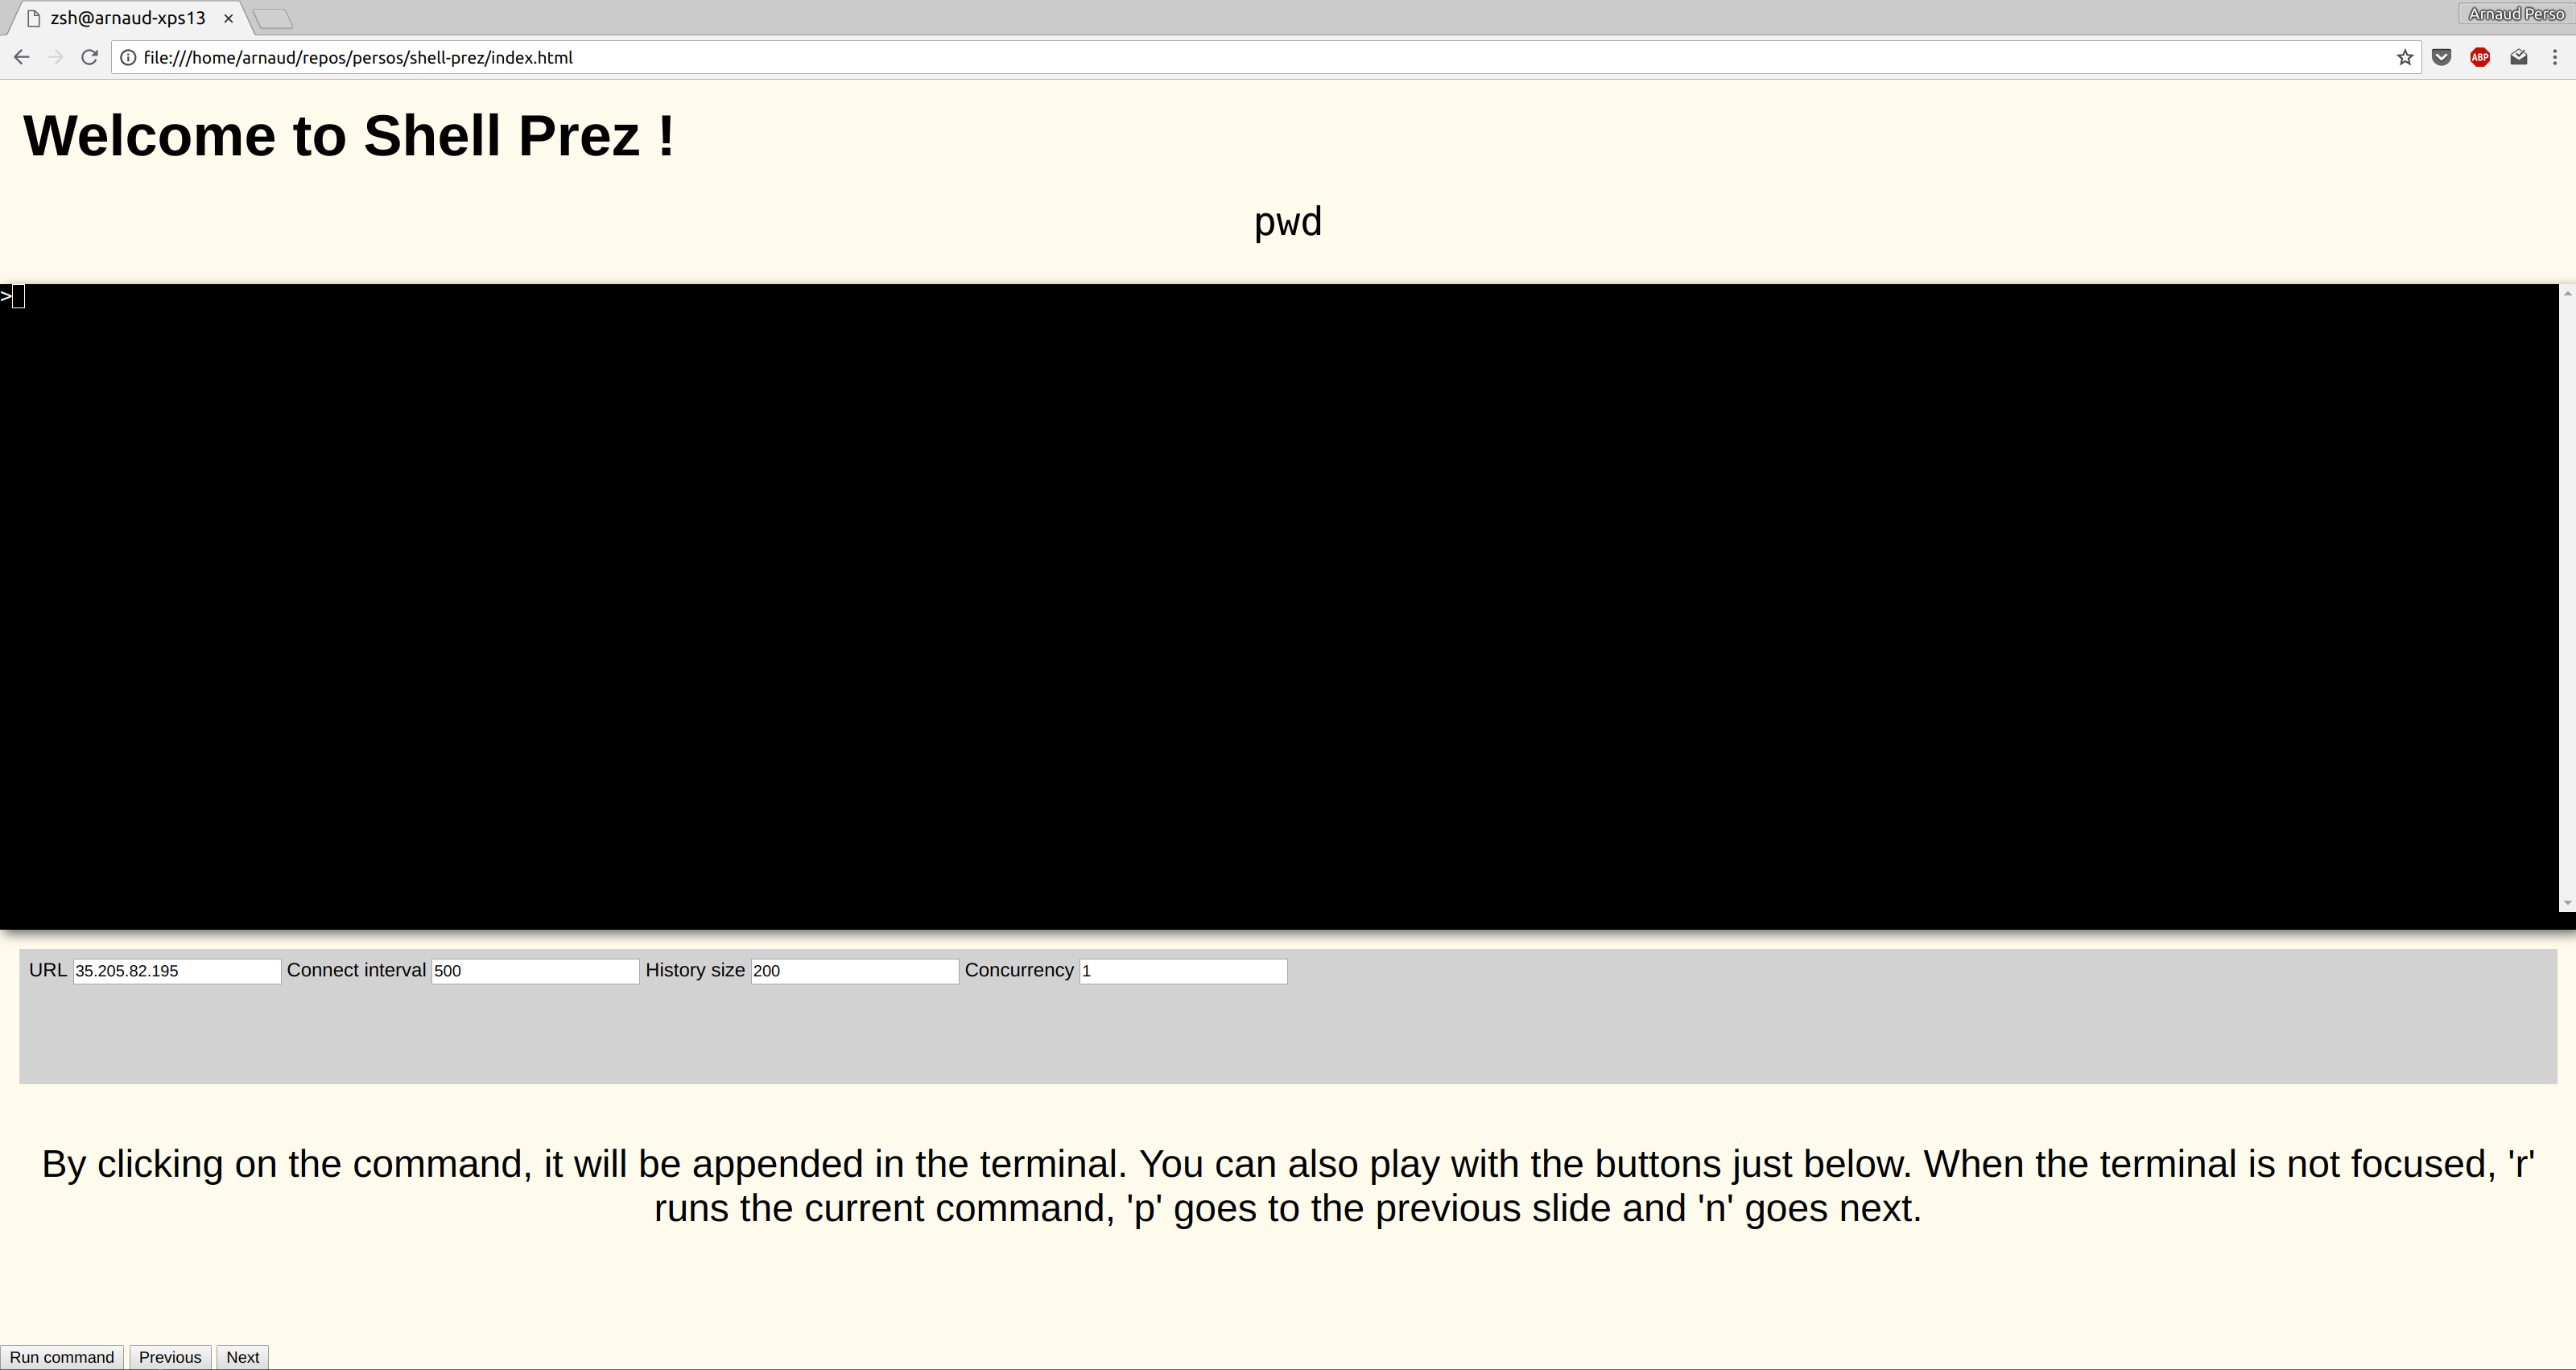 zsh@arnaud-xps13
Arnaud Perso
file:///home/arnaud/repos/persos/shell-prez/index.html
ABP
Welcome to Shell Prez !
pwd
>
URL 35.205.82.195 Connect interval 500 History size 200 Concurrency 1
By clicking on the command, it will be appended in the terminal. You can also play with the buttons just below. When the terminal is not focused, 'r'
runs the current command, 'p' goes to the previous slide and 'n' goes next.
Run command Previous Next